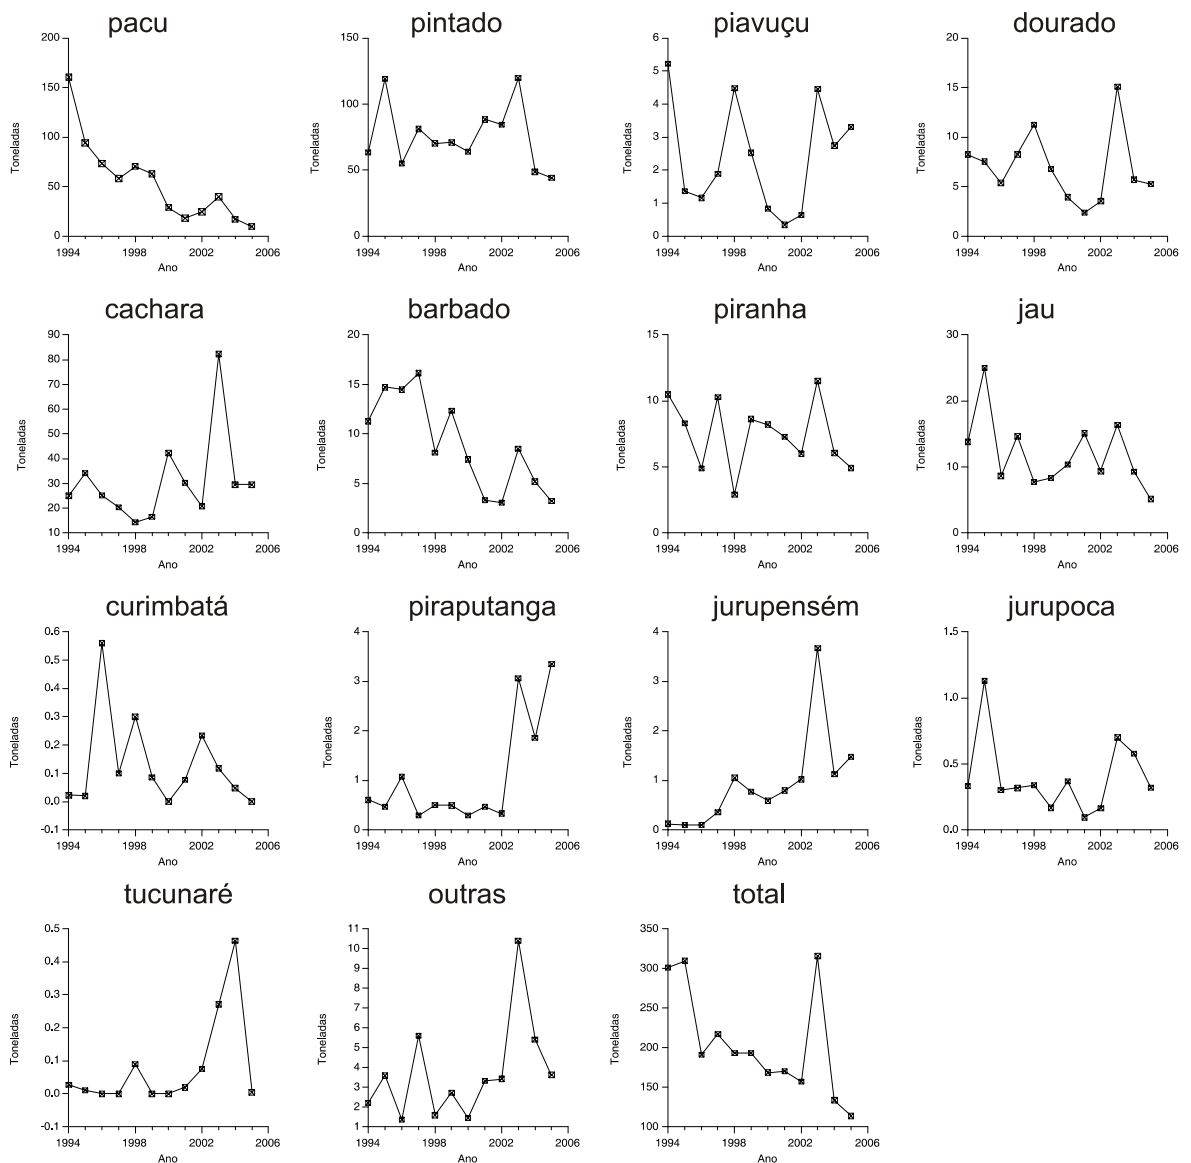 pacu
200
150
100
50
0
Toneladas
1994 1998 2002 2006
Ano
pintado
150
100
50
0
Toneladas
1994 1998 2002 2006
Ano
piavuçu
6
5
4
3
2
1
0
Toneladas
1994 1998 2002 2006
Ano
dourado
20
15
10
5
0
Toneladas
1994 1998 2002 2006
Ano
cachara
90
80
70
60
50
40
30
20
10
Toneladas
1994 1998 2002 2006
Ano
barbado
20
15
10
5
0
Toneladas
1994 1998 2002 2006
Ano
piranha
15
10
5
0
Toneladas
1994 1998 2002 2006
Ano
jau
30
20
10
0
Toneladas
1994 1998 2002 2006
Ano
curimbatá
0.6
0.5
0.4
0.3
0.2
0.1
0.0
-0.1
Toneladas
1994 1998 2002 2006
Ano
piraputanga
4
3
2
1
0
Toneladas
1994 1998 2002 2006
Ano
jurupensém
4
3
2
1
0
Toneladas
1994 1998 2002 2006
Ano
jurupoca
1.5
1.0
0.5
0.0
Toneladas
1994 1998 2002 2006
Ano
tucunaré
0.5
0.4
0.3
0.2
0.1
0.0
-0.1
Toneladas
1994 1998 2002 2006
Ano
outras
11
10
9
8
7
6
5
4
3
2
1
Toneladas
1994 1998 2002 2006
Ano
total
350
300
250
200
150
100
Toneladas
1994 1998 2002 2006
Ano